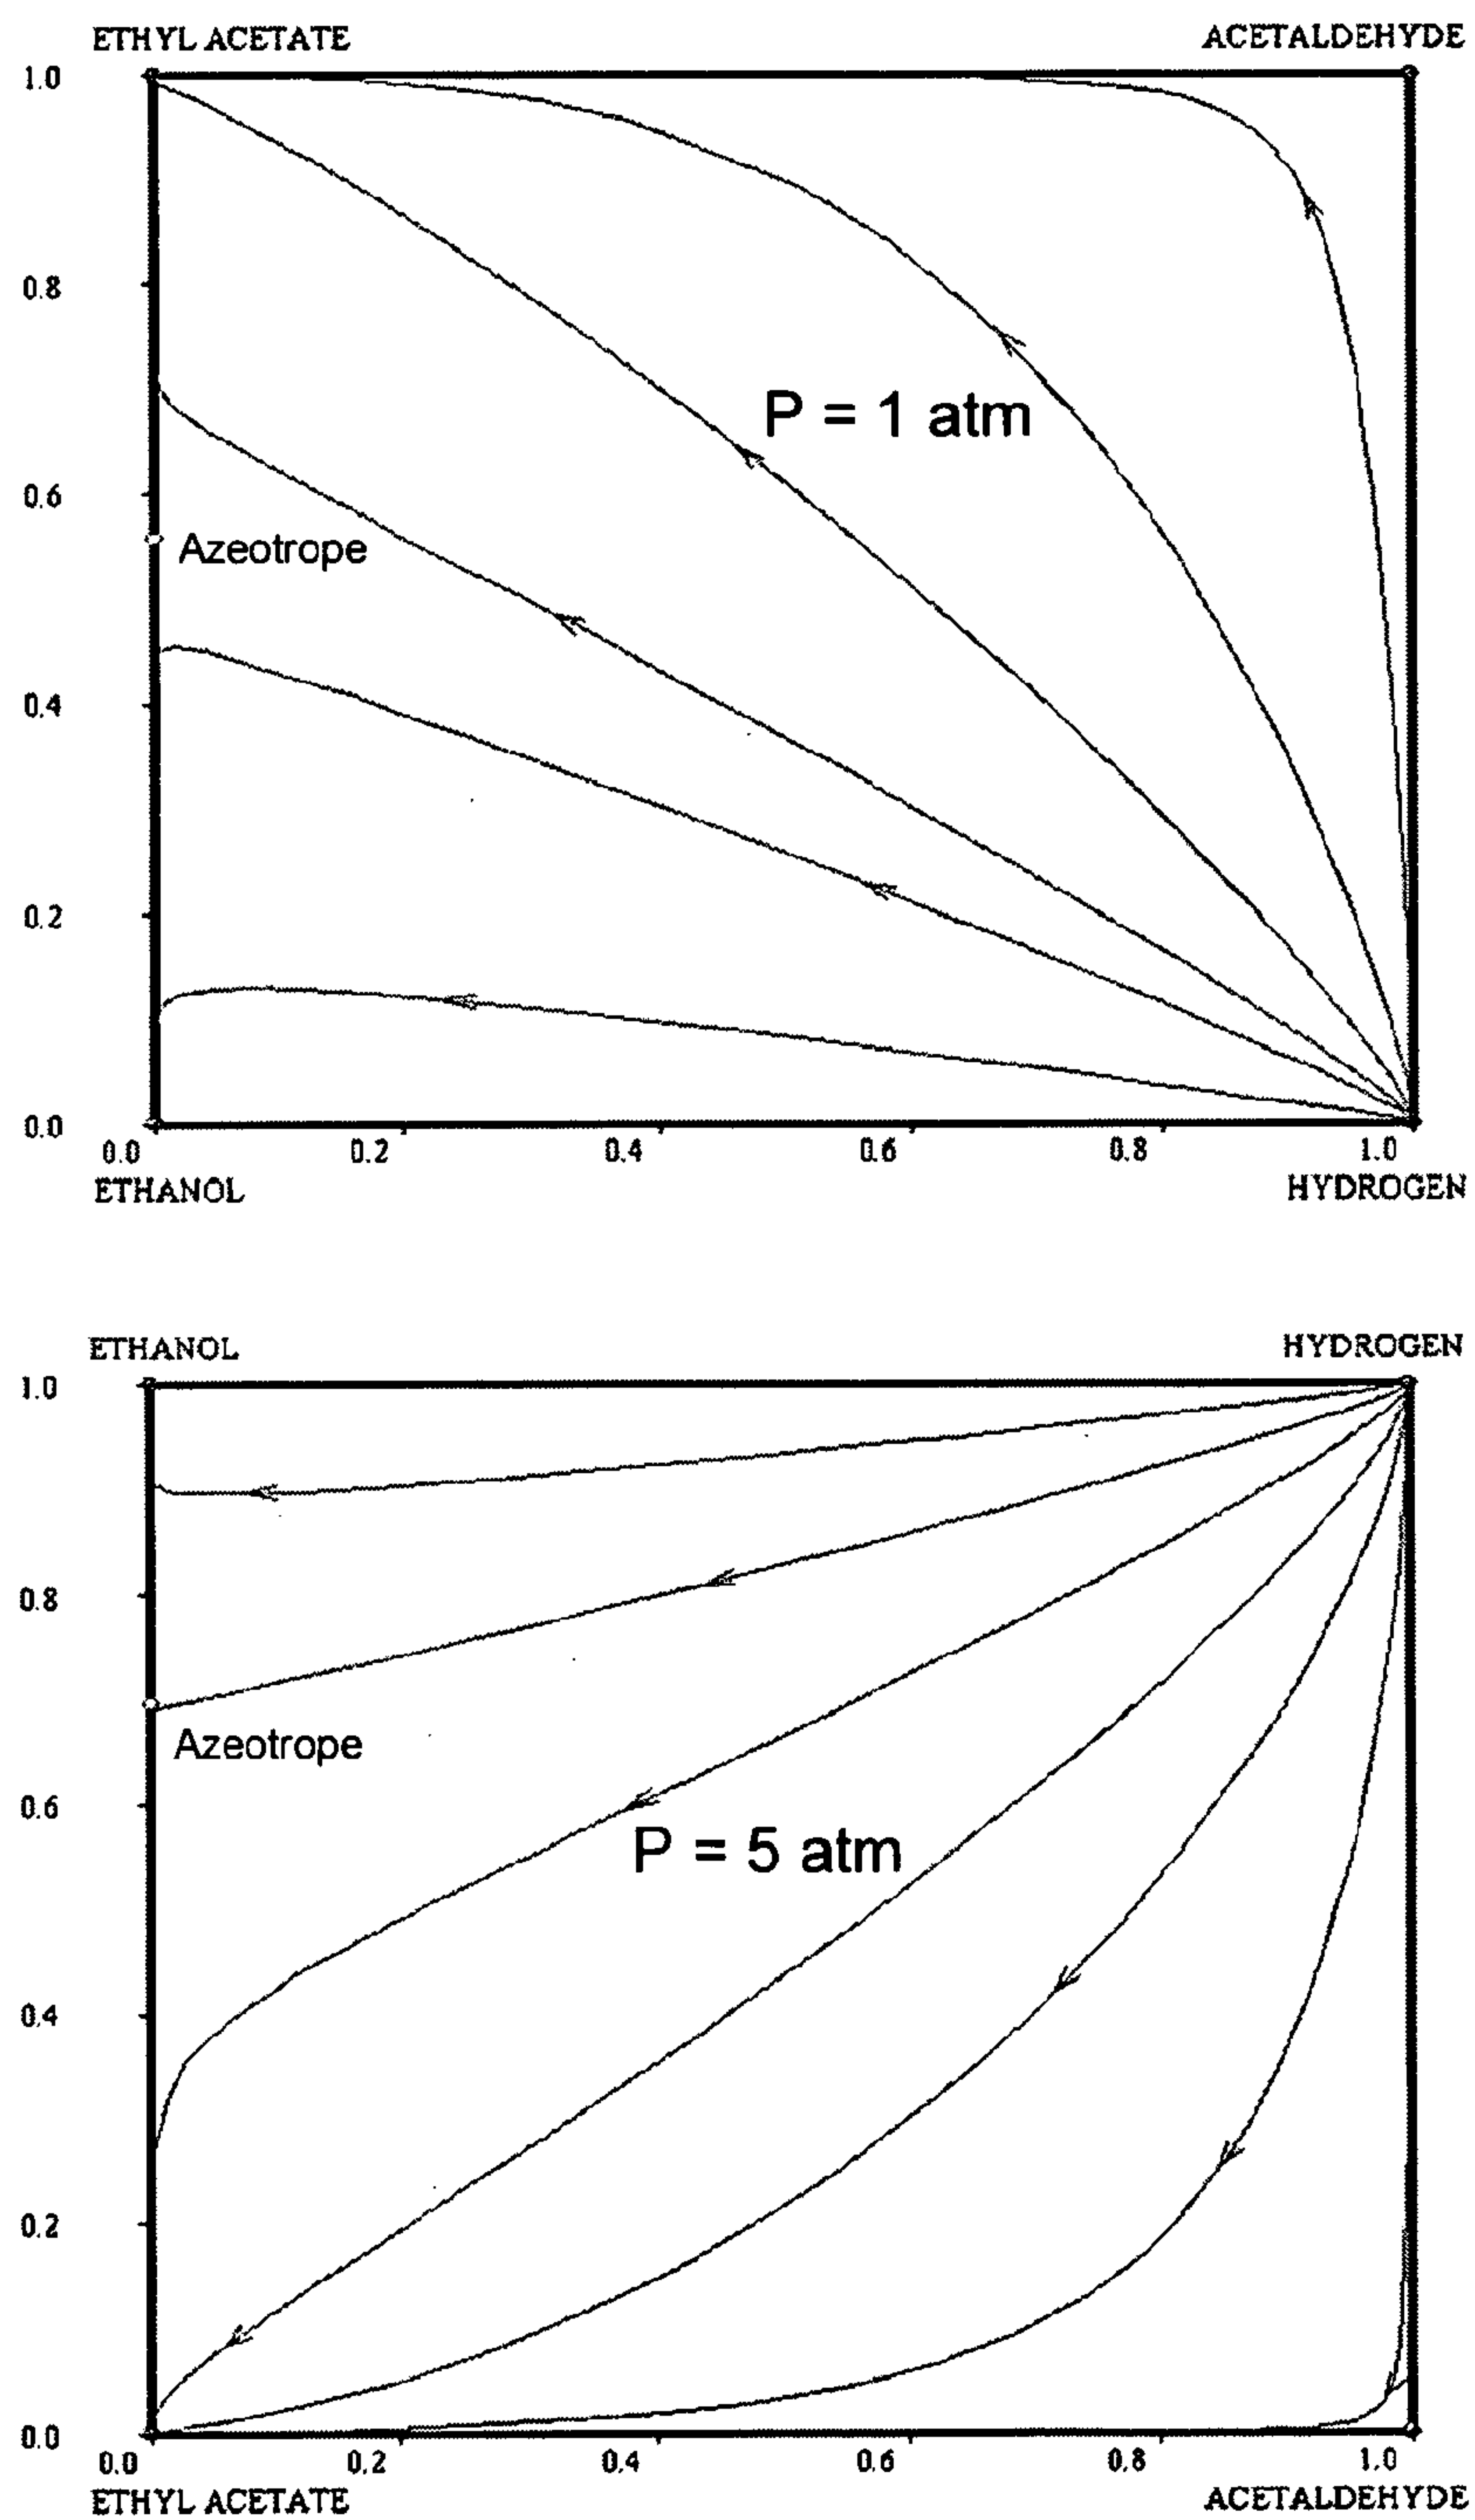 ETHYL ACETATE ACETALDEHYDE
1.0
0.8
P = 1 atm
0.6
Azeotrope
0.4
0.2
0.0
0.0 0.2 0.4 0.6 0.8 1.0
ETHANOL HYDROGEN
ETHANOL HYDROGEN
1.0
0.8
Azeotrope
0.6
P = 5 atm
0.4
0.2
0.0
0.0 0.2 0.4 0.6 0.8 1.0
ETHYL ACETATE ACETALDEHYDE